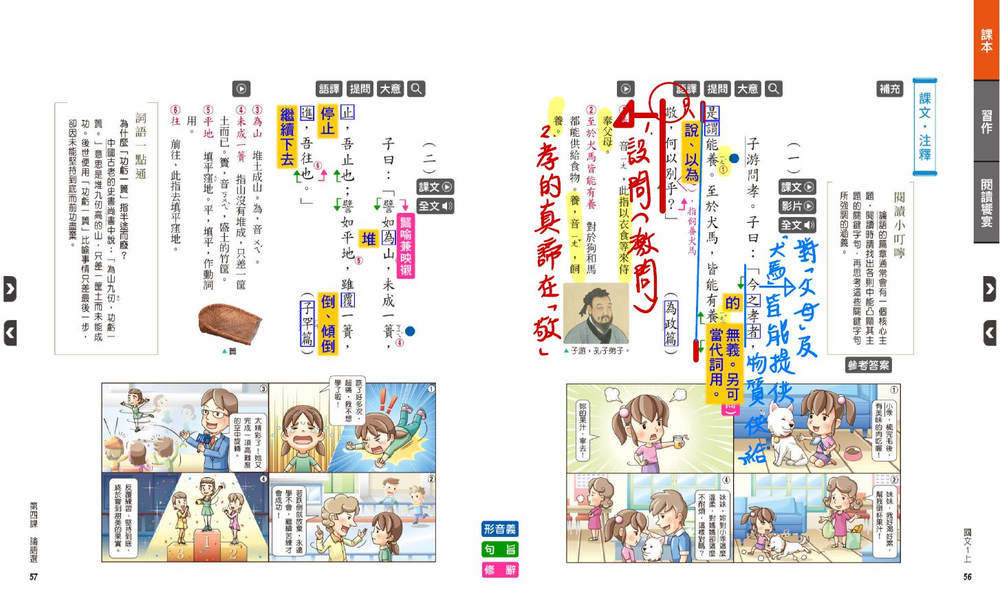 課本
習作
閱讀饗宴
課文‧注釋
補充
閱讀小叮嚀
論語的篇章通常會有一個核心主
題,閱讀時請找出各則中能凸顯其主
題的關鍵字句,再思考這些關鍵字句
所強調的涵義。
參考答案
語譯
提問
大意
(一)
課文
影片
全文
子游問孝。子曰:「今之孝者,
是謂能養。至於犬馬,皆能有養
ㄧㄤˋ
①
的
無義。另可
當代詞用。
說、以為
,指飼養犬馬
敬,何以別乎?」
(為政篇)
對「父母」及
「犬馬」皆能提供
物質供給
1.設問(激問)
2.孝的真諦在「敬」
音ㄧㄤˋ,此指以衣食等來侍
奉父母。
②至於犬馬皆能有養 對於狗和馬
都能供給食物。養,音ㄧㄤˇ,飼
養。
子游,孔子弟子。
①
小乖,梳完毛後,
有美味的肉吃喔!
②
妹妹,我好渴好累,
幫我倒杯果汁!
妳的果汁,拿去!
④
妹妹,妳對小乖這麼
溫柔,對媽媽卻這麼
不耐煩,這樣對嗎?
國文1上
56
形音義
句旨
修辭
語譯
提問
大意
(二)
課文
全文
子曰:「譬如為山,未成一簣,
ㄎㄨㄟˋ
④
譬喻兼映襯
堆
止,吾止也;譬如平地,雖覆一簣,
⑤
停止
倒、傾倒
進,吾往也。」
⑥
(子罕篇)
繼續下去
③為山 堆土成山。為,音ㄨㄟˊ。
④未成一簣 指山沒有堆成,只差一筐
土而已。簣,音ㄎㄨㄟˋ,盛土的竹筐。
⑤平地 填平窪地。平,填平,作動詞
用。
⑥往 前往,此指去填平窪地。
簣
詞語一點通
為什麼「功虧一簣」指半途而廢?
中國古老的史書尚書中說:「為山九仞,功虧一
簣。」意思是堆九仞高的山,只差一筐土而未能成
功。後世便用「功虧一簣」比喻事情只差最後一步,
卻因未能堅持到底而前功盡棄。
①
跌了好多次,
超痛,我不想
學了啦!
②
若跌倒就放棄,永遠
學不會,繼續苦練才
會成功!
③
太精彩了!她又
完成一項高難度
的空中旋轉。
④
反覆練習、堅持到底,
終於嘗到甜美的果實。
3
1
2
第四課 論語選
57